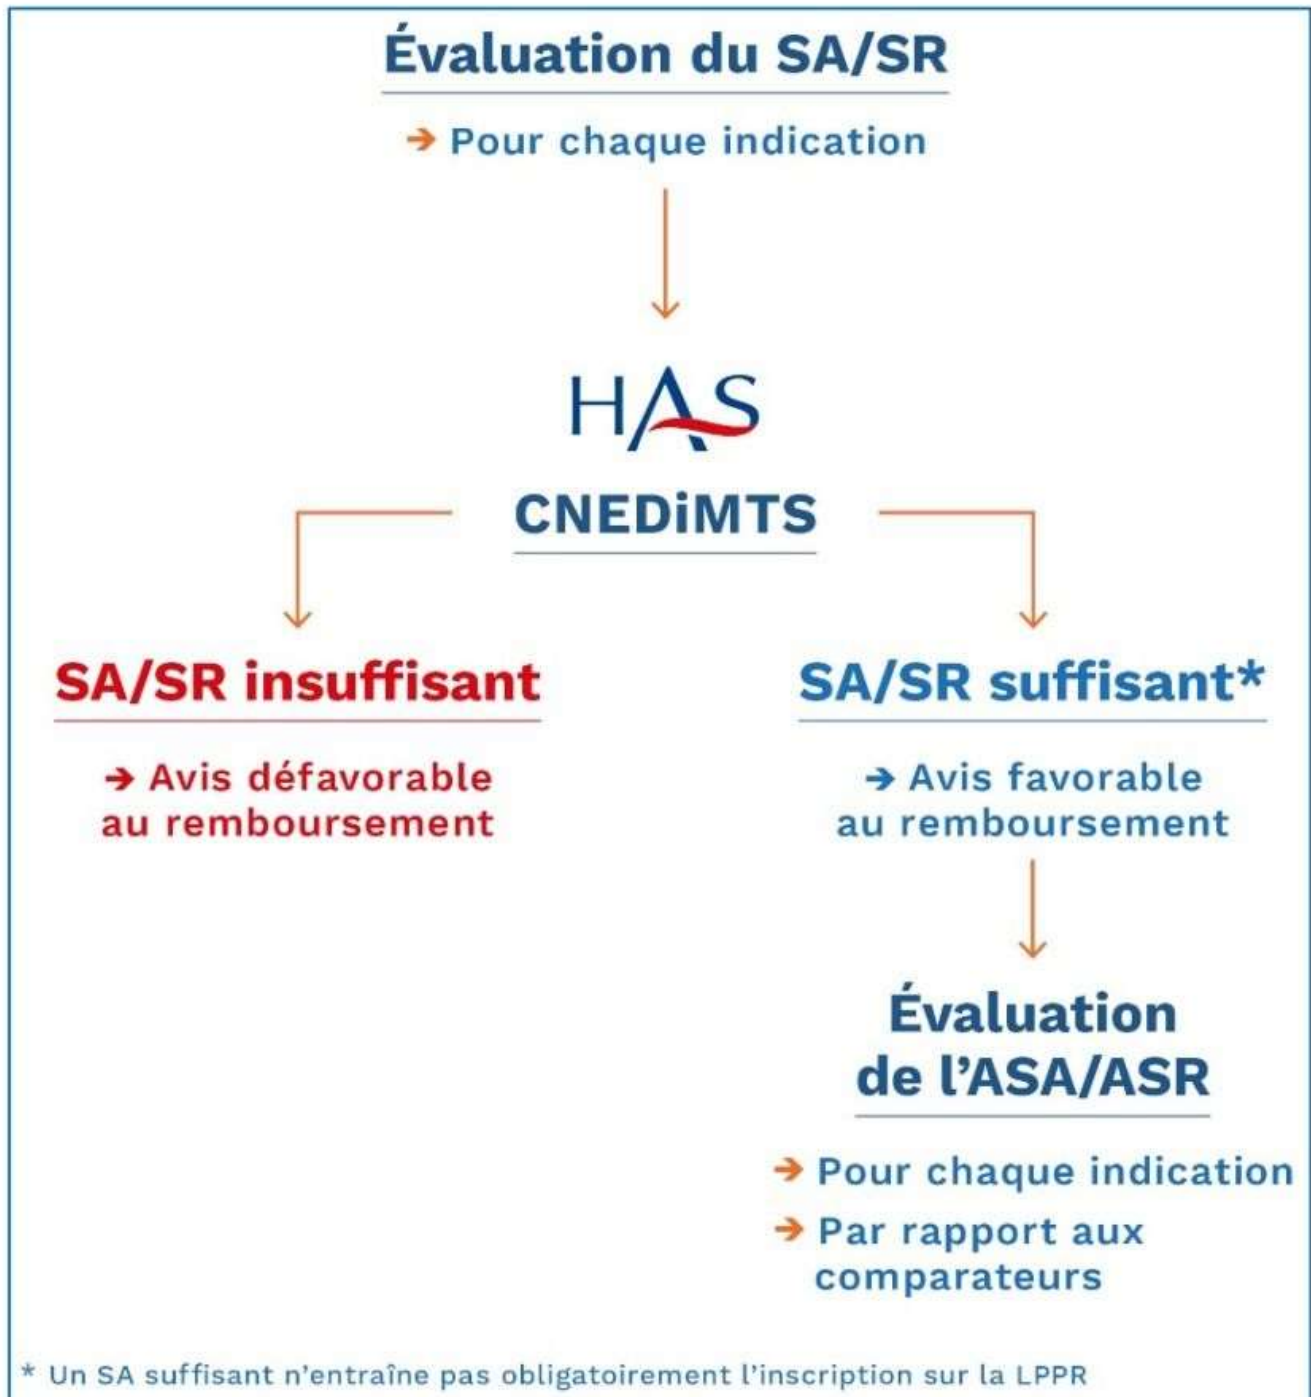 Évaluation du SA/SR
→ Pour chaque indication
HAS
CNEDiMTS
SA/SR insuffisant
→ Avis défavorable
au remboursement
SA/SR suffisant*
→ Avis favorable
au remboursement
Évaluation
de l’ASA/ASR
→ Pour chaque indication
→ Par rapport aux
comparateurs
* Un SA suffisant n’entraîne pas obligatoirement l’inscription sur la LPPR